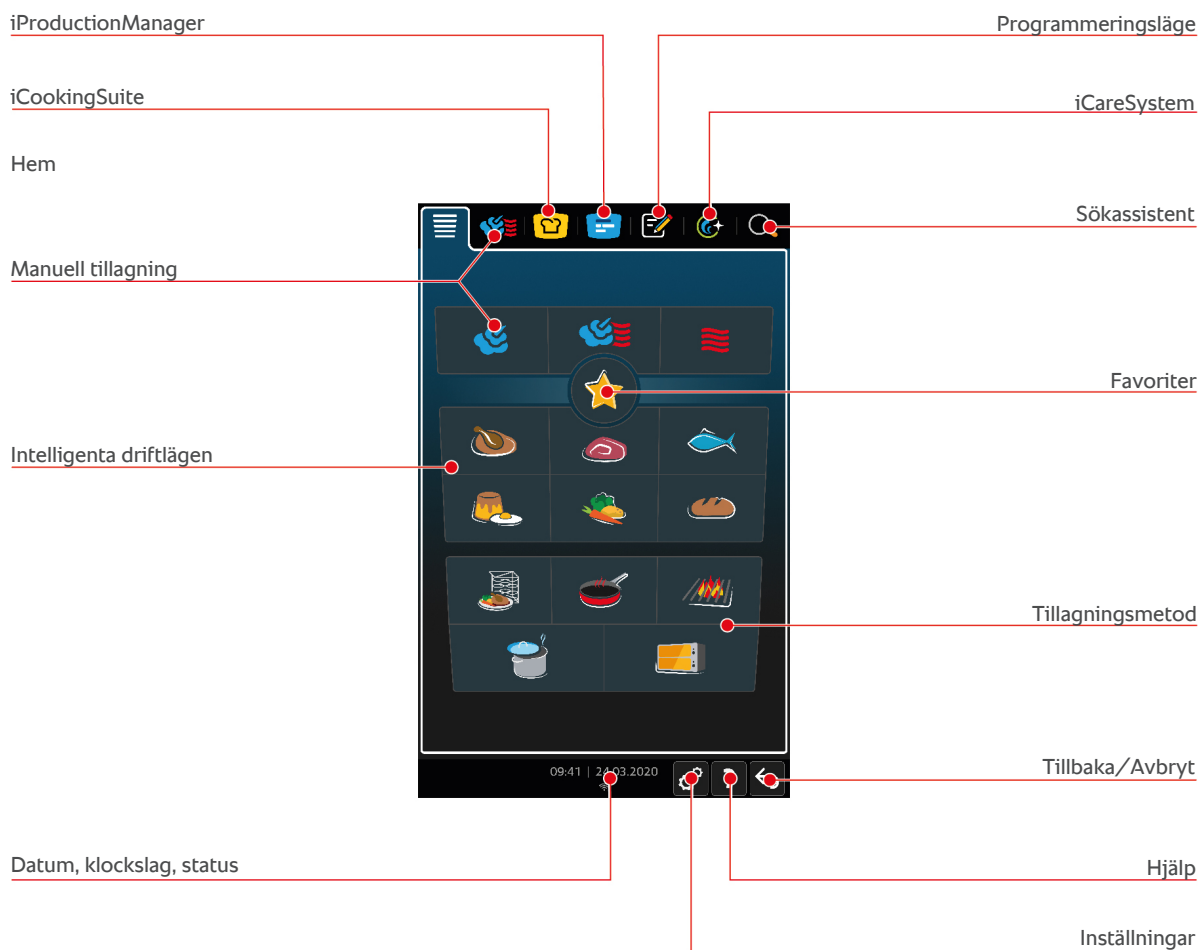 iProductionManager
Programmeringsläge
iCookingSuite
iCareSystem
Hem
Sökassistent
Manuell tillagning
Favoriter
Intelligenta driftlägen
Tillagningsmetod
09:41 | 24.03.2020
Tillbaka/Avbryt
Datum, klockslag, status
Hjälp
Inställningar